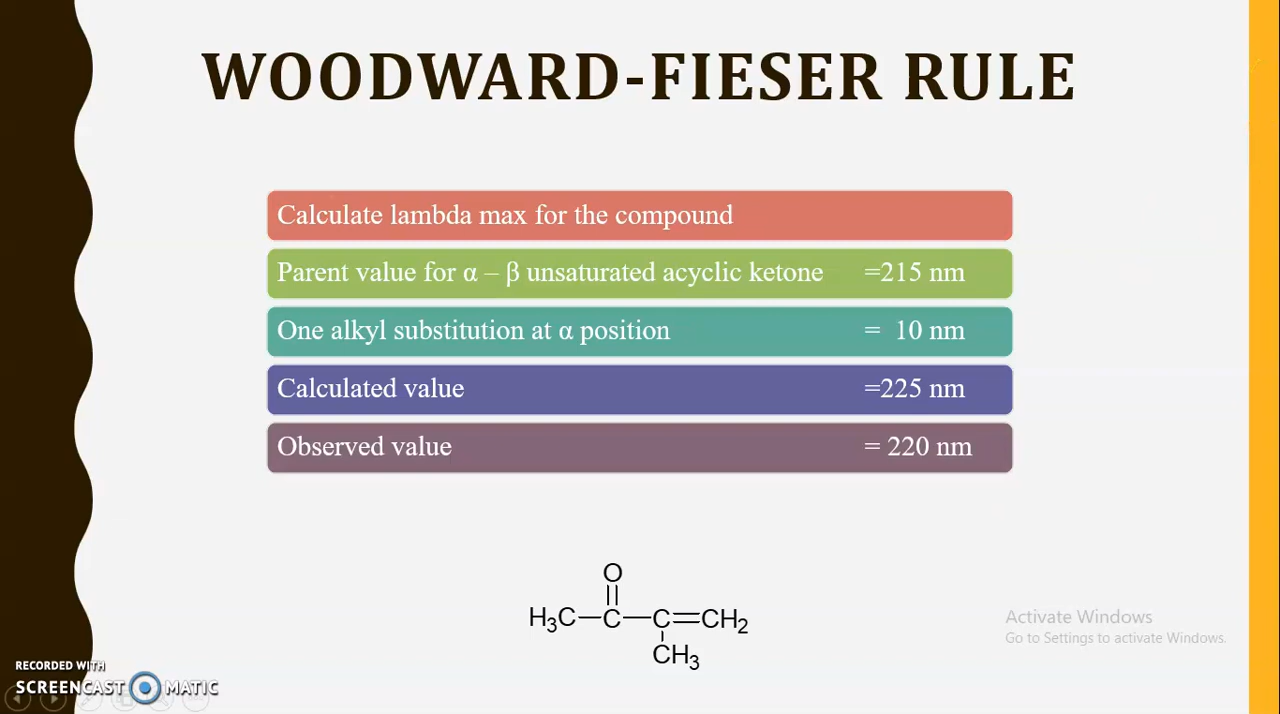 WOODWARD-FIESER RULE
Calculate lambda max for the compound
Parent value for α – β unsaturated acyclic ketone =215 nm
One alkyl substitution at α position = 10 nm
Calculated value =225 nm
Observed value = 220 nm
O
H₃C—C—C=CH₂
CH₃
Activate Windows
Go to Settings to activate Windows.
RECORDED WITH
SCREENCAST MATIC